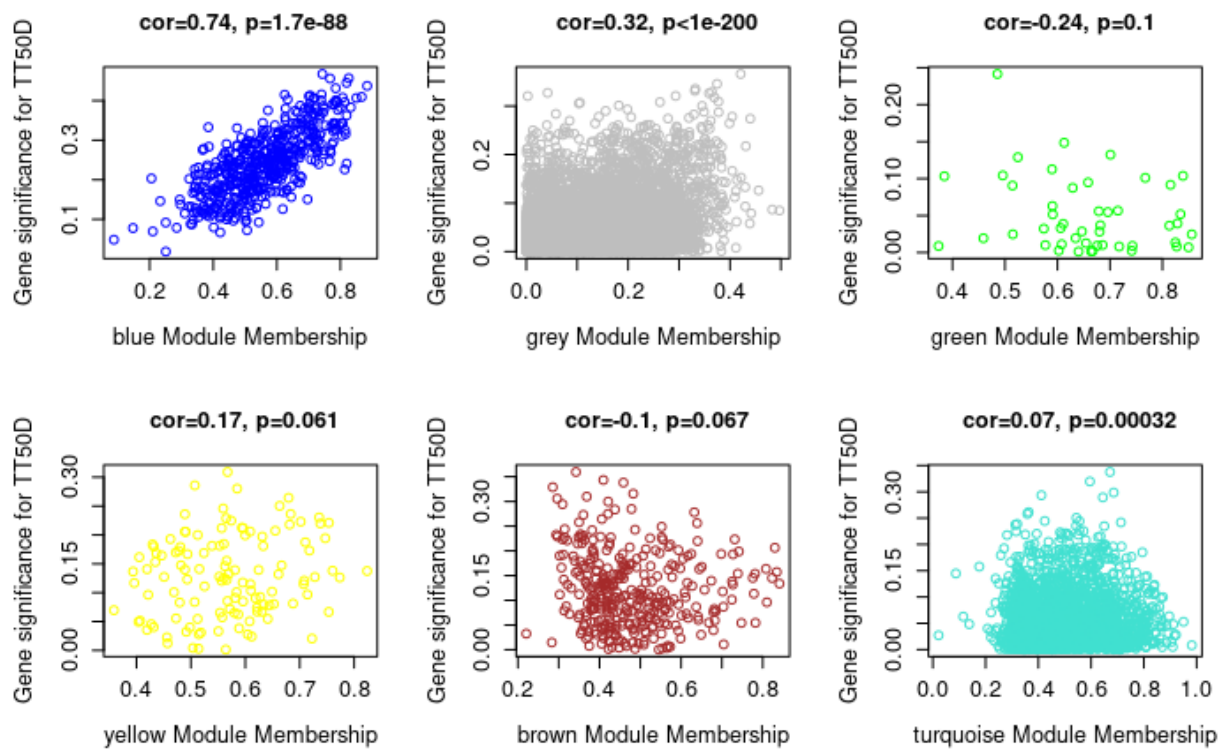 cor=0.74, p=1.7e-88
Gene significance for TT50D
0.1
0.3
0.2
0.4
0.6
0.8
blue Module Membership
cor=0.32, p<1e-200
Gene significance for TT50D
0.0
0.2
0.0
0.2
0.4
grey Module Membership
cor=-0.24, p=0.1
Gene significance for TT50D
0.00
0.10
0.20
0.4
0.5
0.6
0.7
0.8
green Module Membership
cor=0.17, p=0.061
Gene significance for TT50D
0.00
0.15
0.30
0.4
0.5
0.6
0.7
0.8
yellow Module Membership
cor=-0.1, p=0.067
Gene significance for TT50D
0.00
0.15
0.30
0.2
0.4
0.6
0.8
brown Module Membership
cor=0.07, p=0.00032
Gene significance for TT50D
0.00
0.15
0.30
0.0
0.2
0.4
0.6
0.8
1.0
turquoise Module Membership